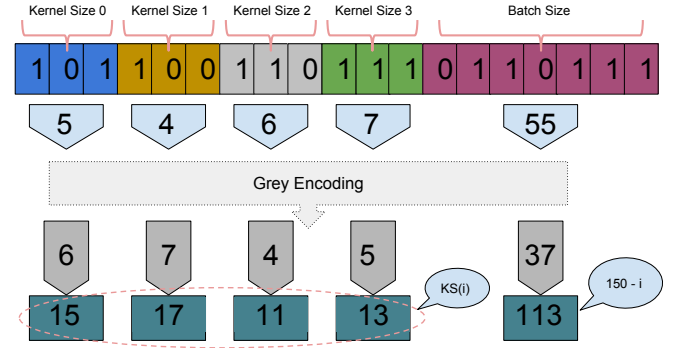 Kernel Size 0 Kernel Size 1 Kernel Size 2 Kernel Size 3 Batch Size
1 0 1 1 0 0 1 1 0 1 1 1 0 1 1 0 1 1 1
5 4 6 7 55
Grey Encoding
6 7 4 5 37
KS(i) 150 - i
15 17 11 13 113